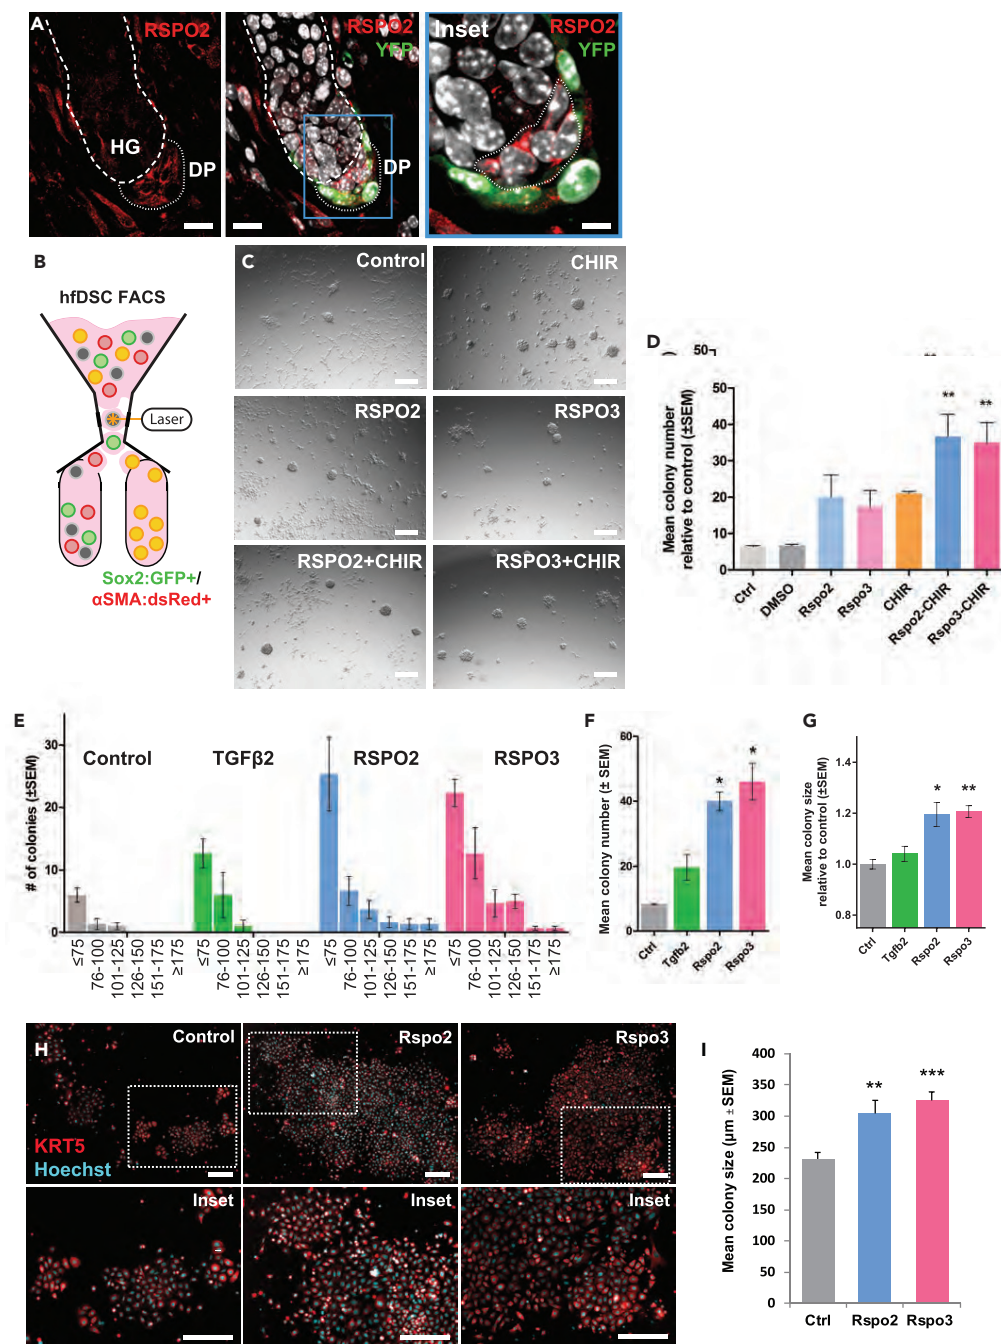 A
RSPO2
HG
DP
RSPO2
YFP
DP
Inset
RSPO2
YFP
B
hfDSC FACS
Laser
Sox2:GFP+/
αSMA:dsRed+
C
Control
CHIR
RSPO2
RSPO3
RSPO2+CHIR
RSPO3+CHIR
D
50
**
Mean colony number
relative to control (±SEM)
50
40
30
20
10
0
**
**
Ctrl
DMSO
Rspo2
Rspo3
CHIR
Rspo2-CHIR
Rspo3-CHIR
E
# of colonies (±SEM)
30
20
10
0
Control
TGFβ2
RSPO2
RSPO3
≤75
76-100
101-125
126-150
151-175
≥175
≤75
76-100
101-125
126-150
151-175
≥175
≤75
76-100
101-125
126-150
151-175
≥175
≤75
76-100
101-125
126-150
151-175
≥175
F
Mean colony number (± SEM)
60
40
20
0
*
*
Ctrl
Tgfb2
Rspo2
Rspo3
G
Mean colony size
relative to control (±SEM)
1.4
1.2
1.0
0.8
*
**
Ctrl
Tgfb2
Rspo2
Rspo3
H
Control
KRT5
Hoechst
Rspo2
Rspo3
Inset
Inset
Inset
I
Mean colony size (μm ± SEM)
400
350
300
250
200
150
100
50
0
**
***
Ctrl
Rspo2
Rspo3